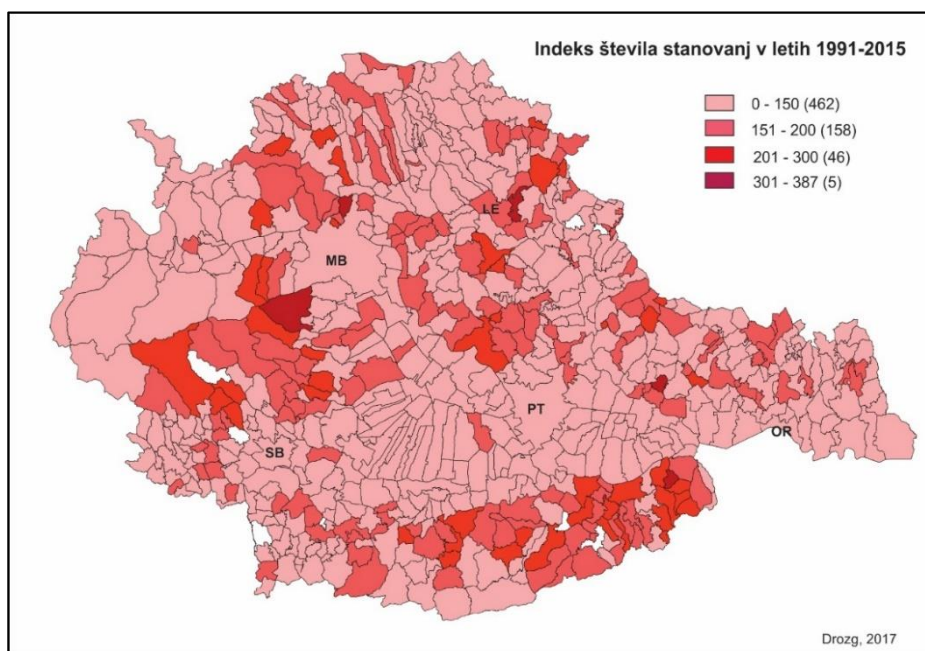 Indeks števila stanovanj v letih 1991-2015
0 - 150 (462)
151 - 200 (158)
201 - 300 (46)
301 - 387 (5)
LE
MB
PT
OR
SB
Drozg, 2017